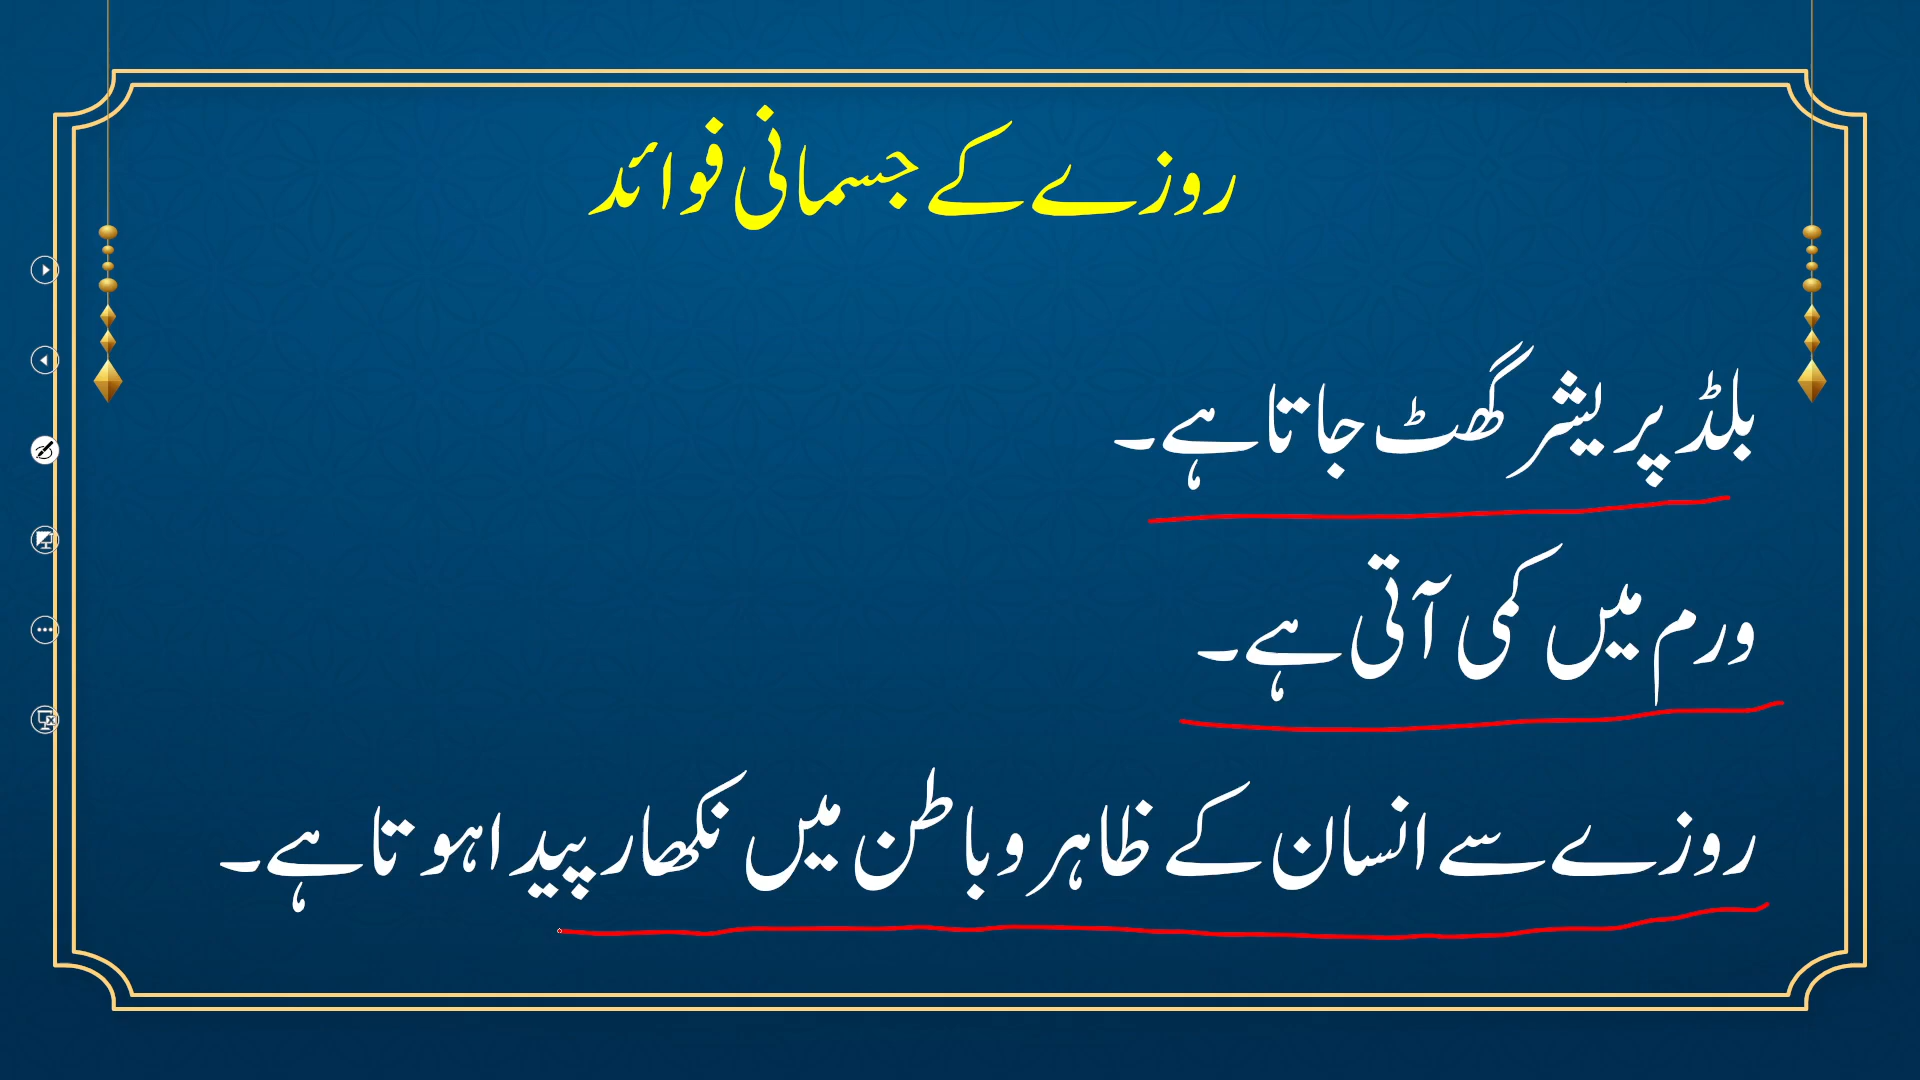 روزے کے جسمانی فوائد
بلڈ پریشر گھٹ جاتا ہے۔
ورم میں کمی آتی ہے۔
روزے سے انسان کے ظاہر و باطن میں نکھار پیدا ہوتا ہے۔